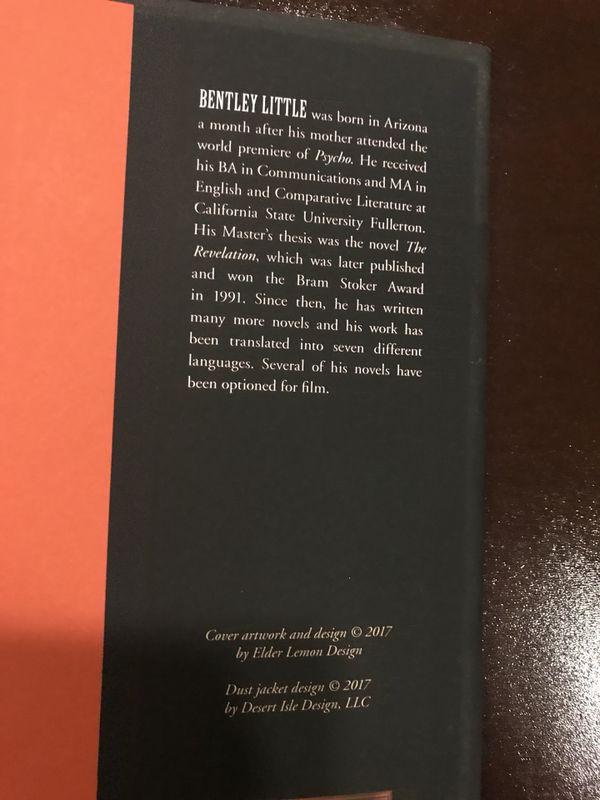 BENTLEY LITTLE was born in Arizona
a month after his mother attended the
world premiere of Psycho. He received
his BA in Communications and MA in
English and Comparative Literature at
California State University Fullerton.
His Master's thesis was the novel The
Revelation, which was later published
and won the Bram Stoker Award
in 1991. Since then, he has written
many more novels and his work has
been translated into seven different
languages. Several of his novels have
been optioned for film.
Cover artwork and design © 2017
by Elder Lemon Design
Dust jacket design © 2017
by Desert Isle Design, LLC